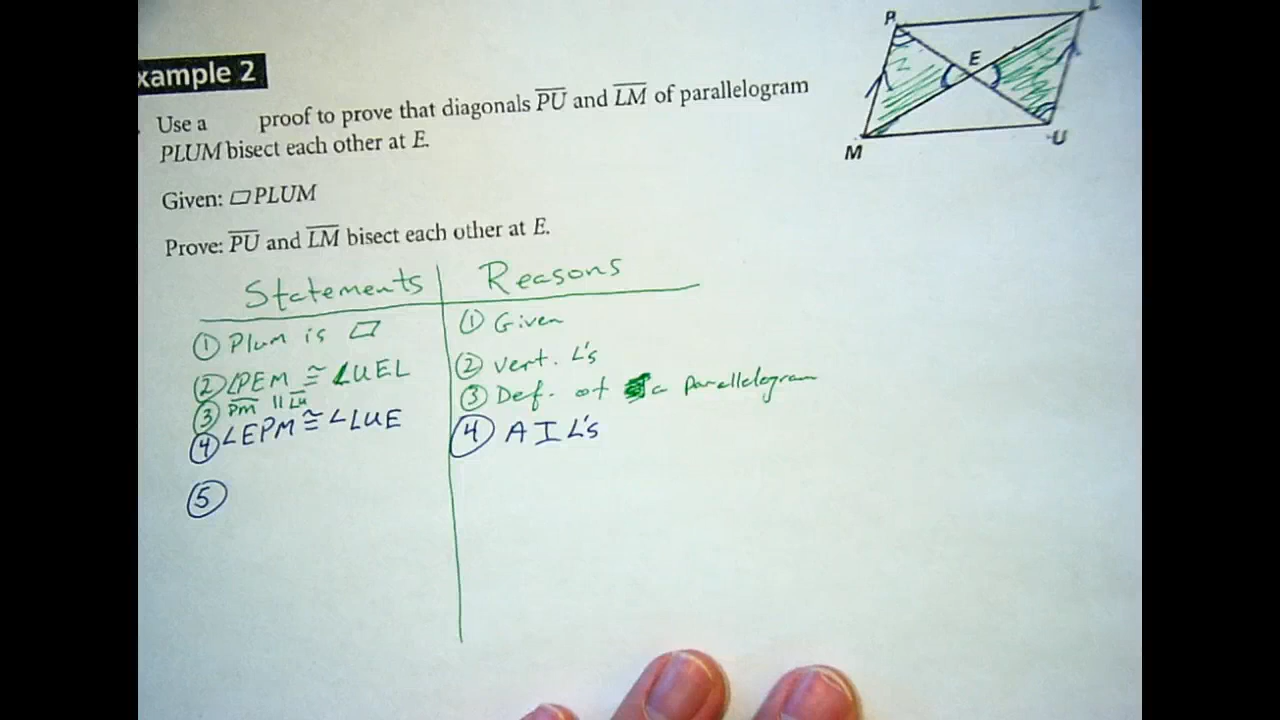 xample 2
Use a proof to prove that diagonals PU and LM of parallelogram
PLUM bisect each other at E.
Given: ▱PLUM
Prove: PU and LM bisect each other at E.
Statements Reasons
① Plum is ▱ ① Given
② ∠PEM ≅ ∠UEL ② Vert. ∠'s
③ Pm || Lu ③ Def. of a parallelogram
④ ∠EPM ≅ ∠LUE ④ AI ∠'s
⑤
P L
E
M U